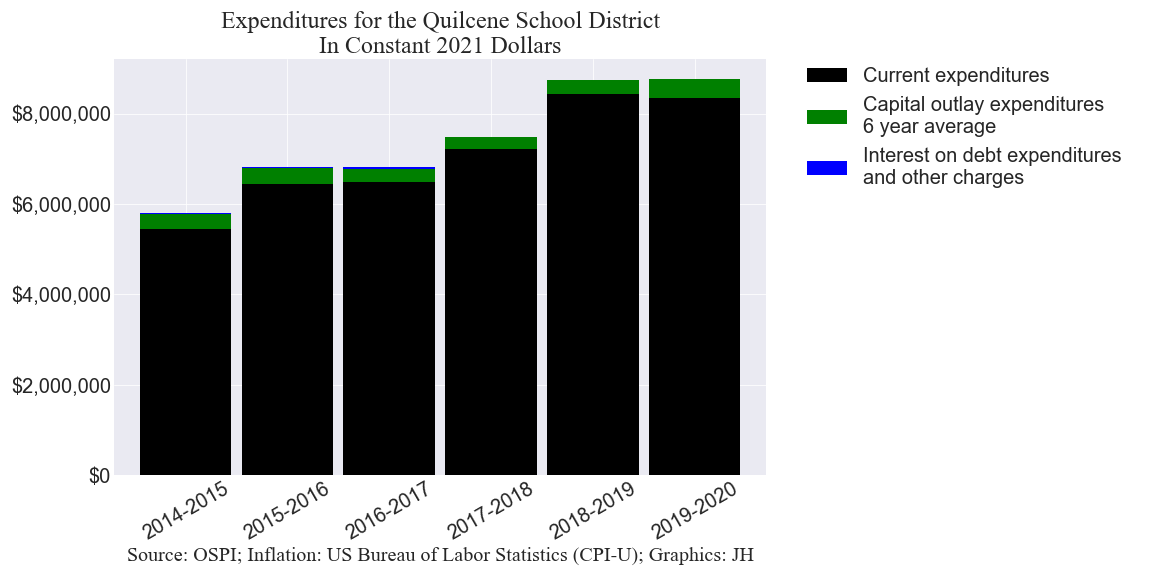 Expenditures for the Quilcene School District
In Constant 2021 Dollars
Current expenditures
Capital outlay expenditures
6 year average
Interest on debt expenditures
and other charges
$8,000,000
$6,000,000
$4,000,000
$2,000,000
$0
2014-2015
2015-2016
2016-2017
2017-2018
2018-2019
2019-2020
Source: OSPI; Inflation: US Bureau of Labor Statistics (CPI-U); Graphics: JH